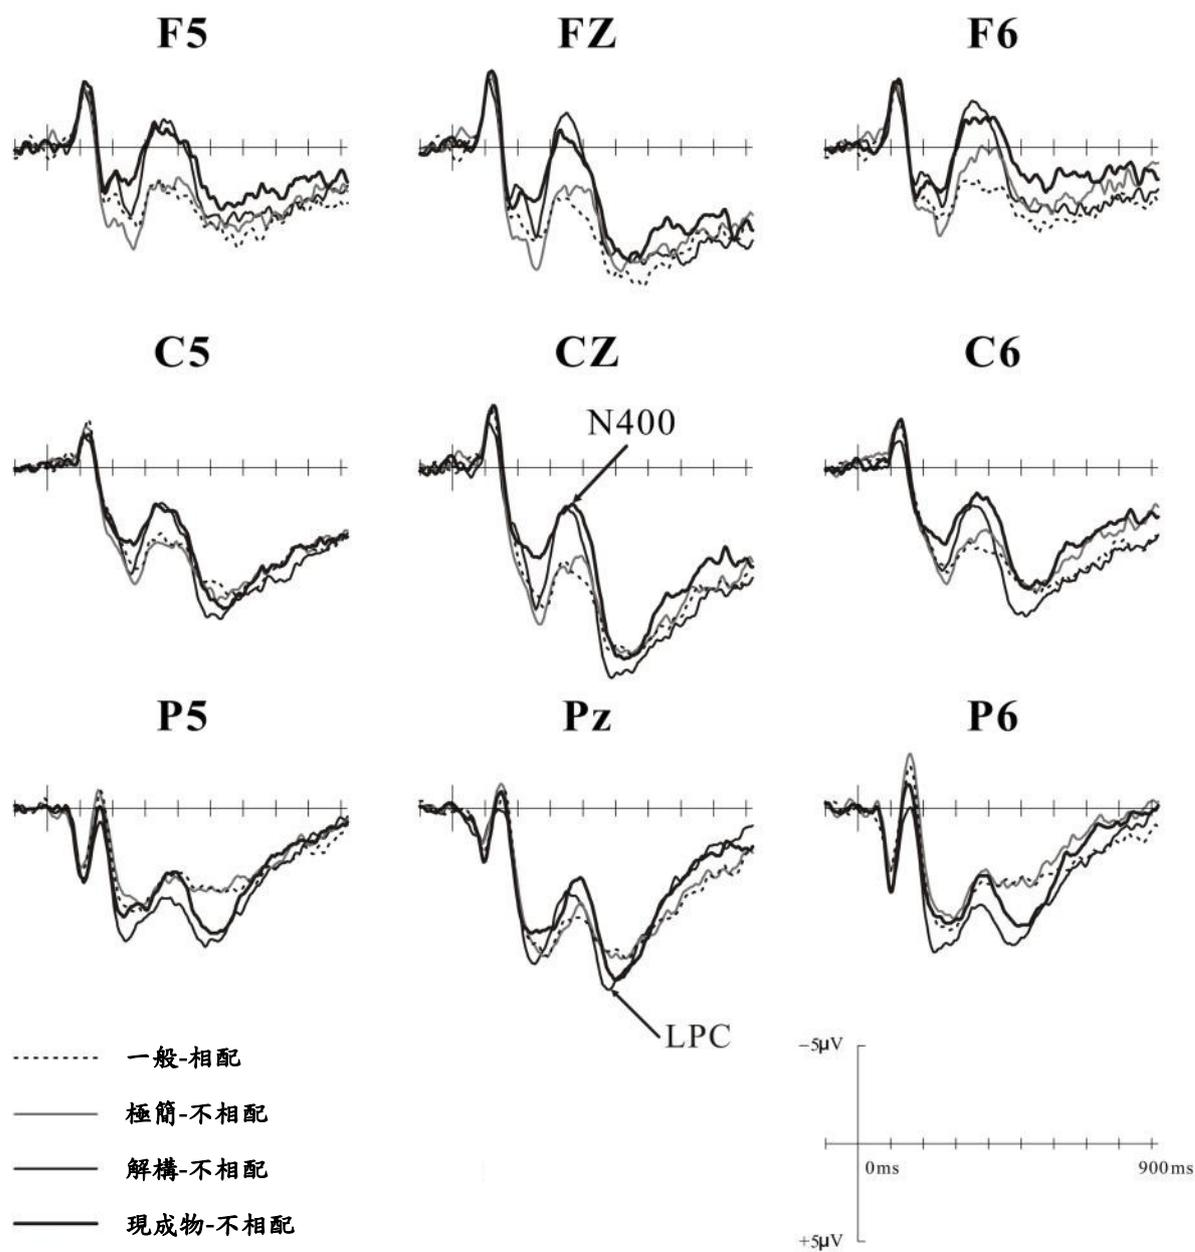 F5 FZ F6
C5 CZ C6
N400
P5 Pz P6
LPC
一般-相配
極簡-不相配
解構-不相配
現成物-不相配
−5μV
0ms 900ms
+5μV